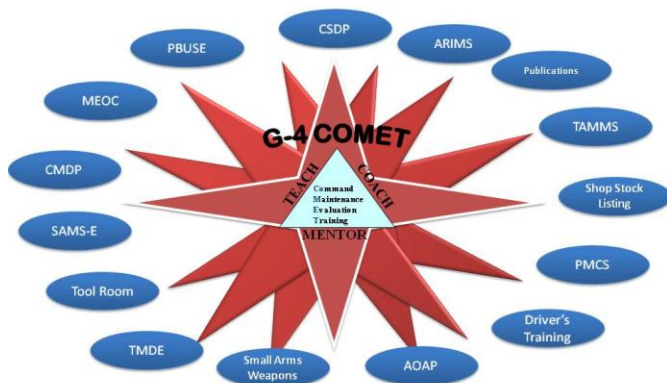 CSDP
ARIMS
Publications
TAMMS
Shop Stock
Listing
PMCS
Driver's
Training
AOAP
Small Arms
Weapons
TMDE
Tool Room
SAMS-E
CMDP
MEOC
PBUSE
G-4 COMET
TEACH
COACH
Command
Maintenance
Evaluation
Training
MENTOR